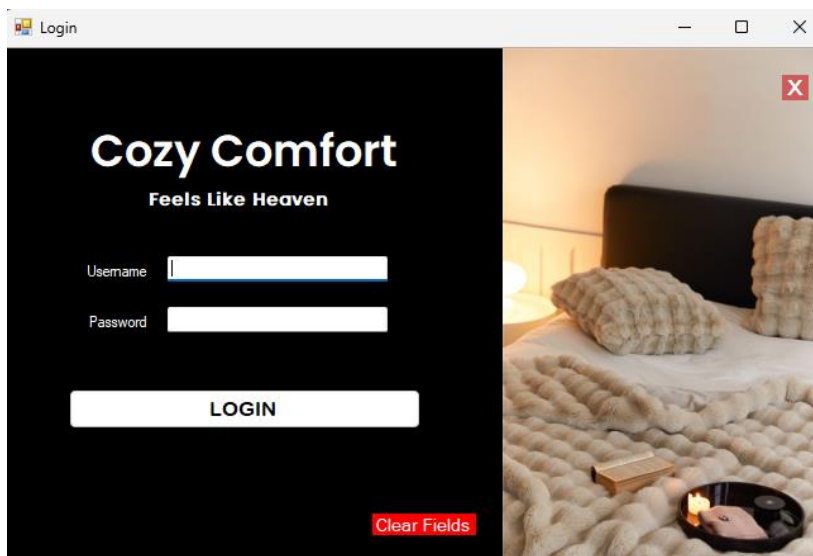 Login
X
Cozy Comfort
Feels Like Heaven
Username
Password
LOGIN
Clear Fields